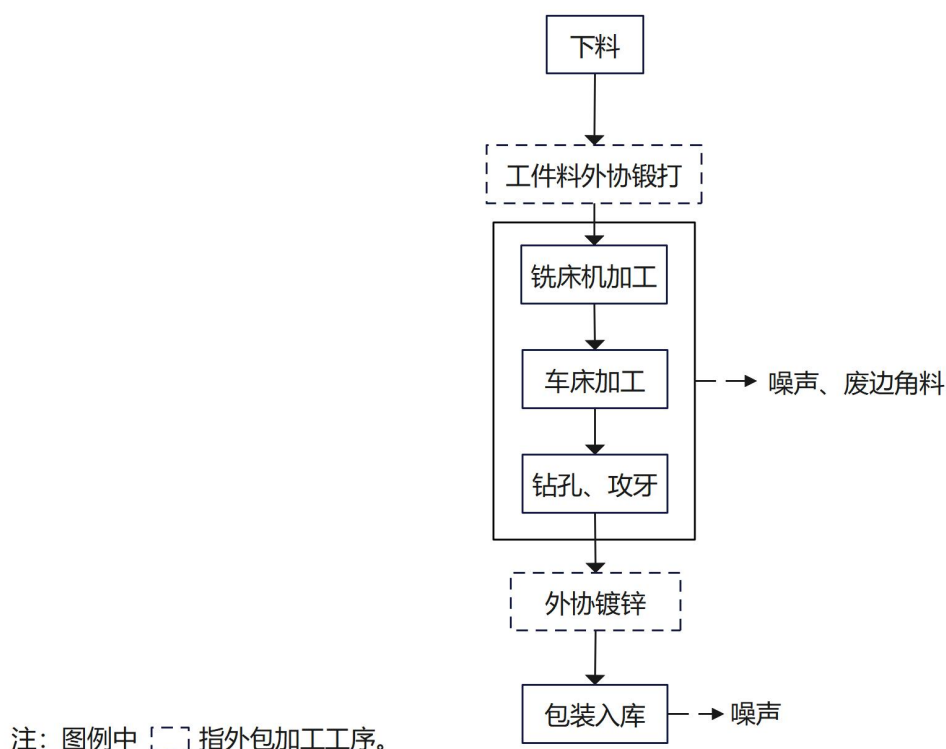 下料
工件料外协锻打
铣床机加工
车床加工
噪声、废边角料
钻孔、攻牙
外协镀锌
包装入库
噪声
注：图例中 指外包加工工序。